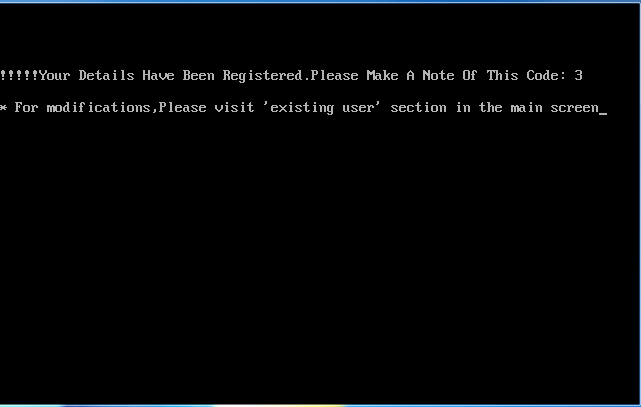 !!!!!Your Details Have Been Registered.Please Make A Note Of This Code: 3
* For modifications,Please visit 'existing user' section in the main screen_